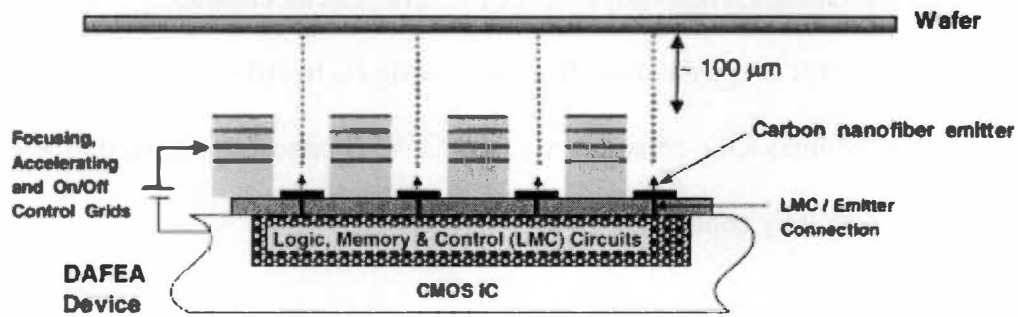 Wafer
~ 100 μm
Focusing,
Accelerating
and On/Off
Control Grids
Carbon nanofiber emitter
LMC / Emitter
Connection
Logic, Memory & Control (LMC) Circuits
DAFEA
Device
CMOS IC